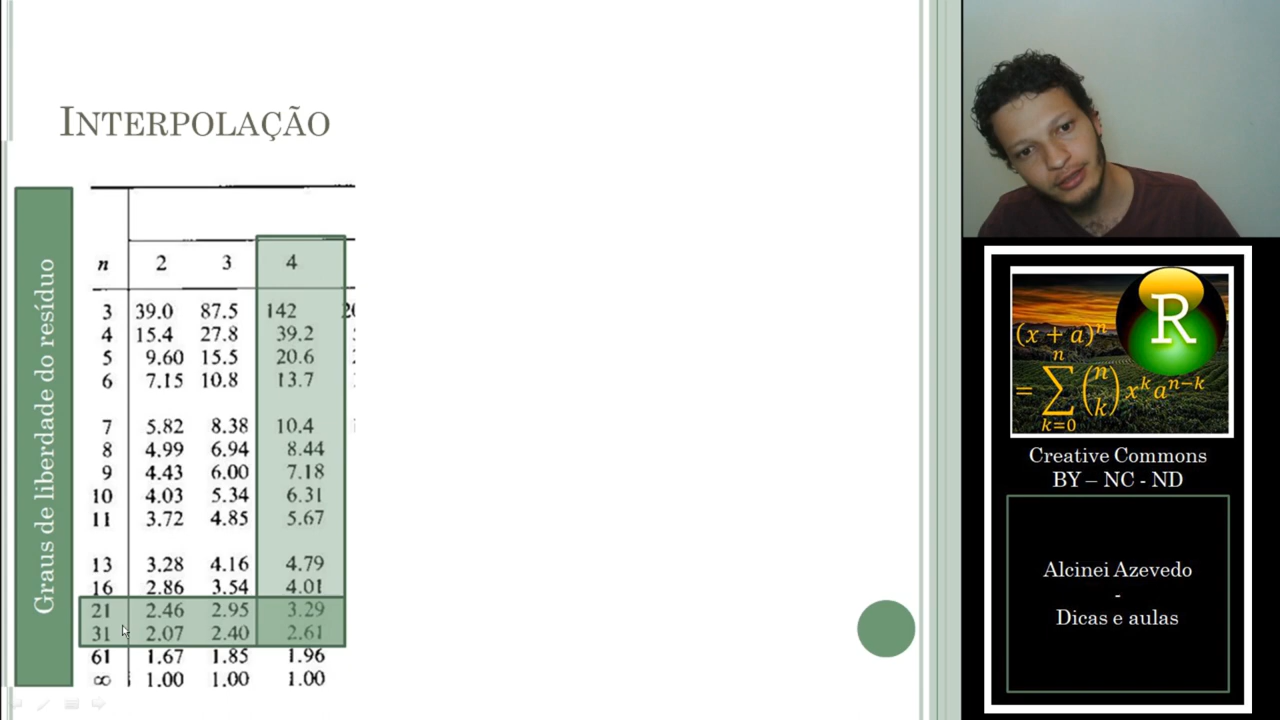 INTERPOLAÇÃO
Graus de liberdade do resíduo
n 2 3 4
3 39.0 87.5 142
4 15.4 27.8 39.2
5 9.60 15.5 20.6
6 7.15 10.8 13.7
7 5.82 8.38 10.4
8 4.99 6.94 8.44
9 4.43 6.00 7.18
10 4.03 5.34 6.31
11 3.72 4.85 5.67
13 3.28 4.16 4.79
16 2.86 3.54 4.01
21 2.46 2.95 3.29
31 2.07 2.40 2.61
61 1.67 1.85 1.96
∞ 1.00 1.00 1.00
R
(x + a)^n
= ∑_{k=0}^{n} (n k) x^k a^{n-k}
Creative Commons
BY – NC - ND
Alcinei Azevedo
-
Dicas e aulas